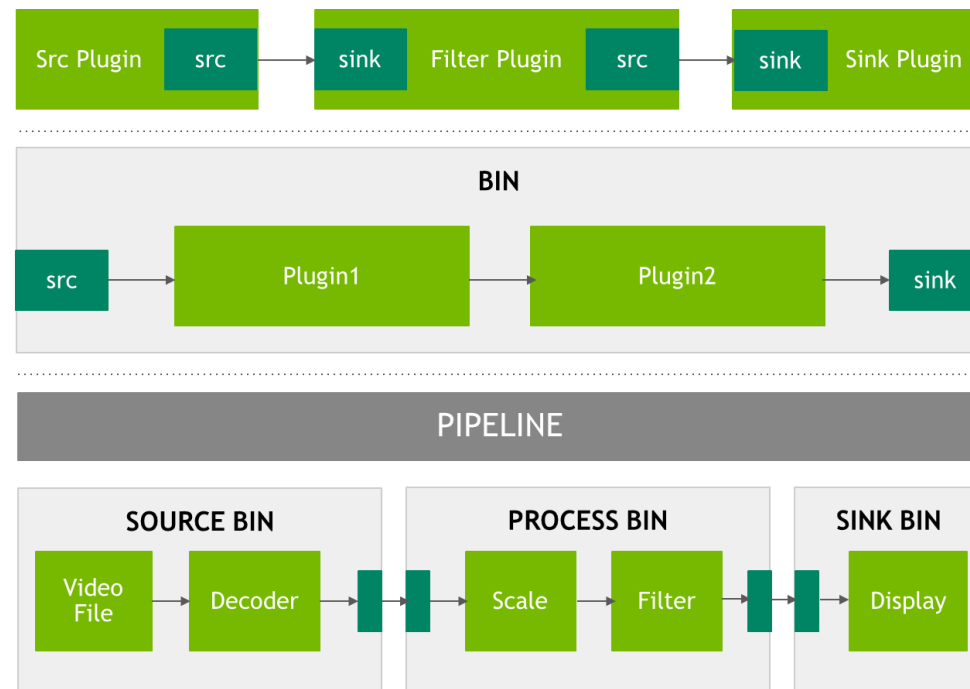 Src Plugin
src
sink
Filter Plugin
src
sink
Sink Plugin
BIN
src
Plugin1
Plugin2
sink
PIPELINE
SOURCE BIN
PROCESS BIN
SINK BIN
Video
File
Decoder
Scale
Filter
Display